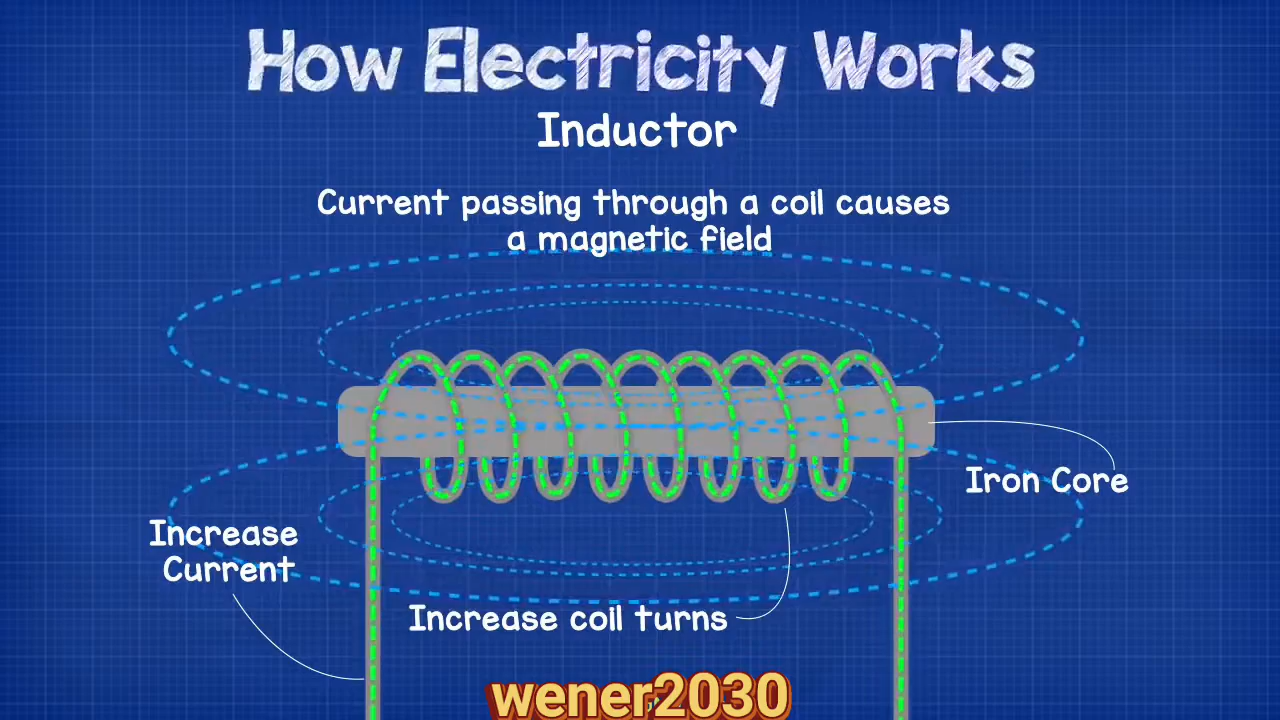 How Electricity Works
Inductor
Current passing through a coil causes
a magnetic field
Iron Core
Increase
Current
Increase coil turns
wener2030